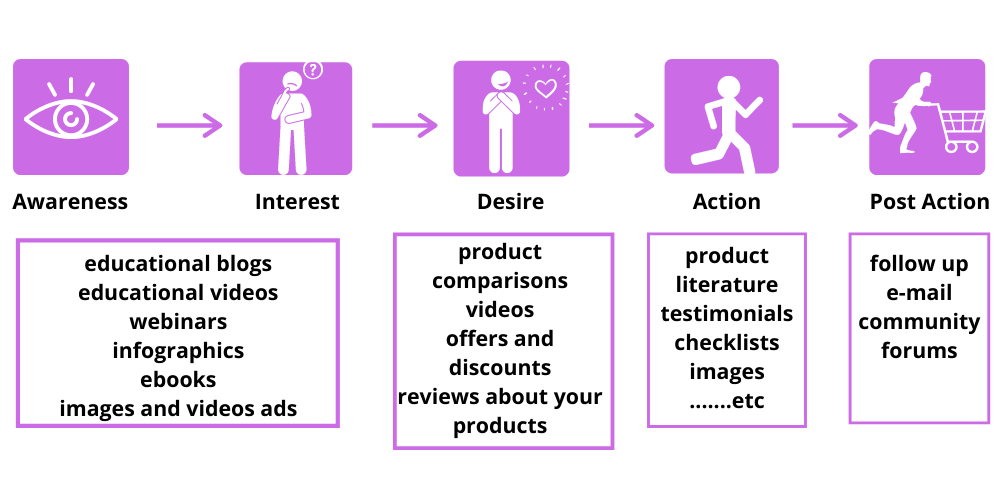 ?
Awareness
Interest
Desire
Action
Post Action
educational blogs
educational videos
webinars
infographics
ebooks
images and videos ads
product
comparisons
videos
offers and
discounts
reviews about your
products
product
literature
testimonials
checklists
images
.......etc
follow up
e-mail
community
forums